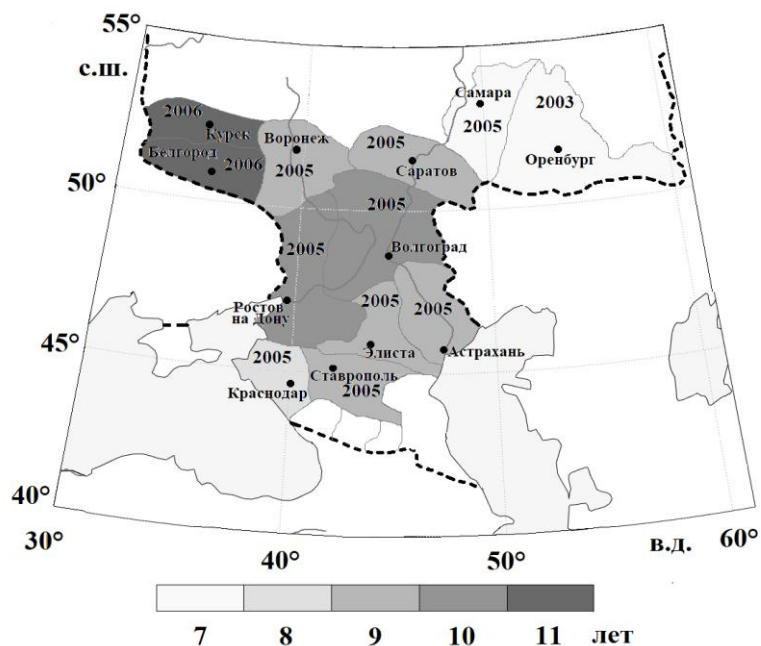 55°
с.ш.
Самара
2003
2006
Курск
Воронеж
2005
2005
Белгород
2006
2005
Саратов
Оренбург
50°
2005
2005
Волгоград
2005
2005
Ростов
на Дону
45°
2005
Элиста
Астрахань
Ставрополь
Краснодар
2005
40°
30°
40°
50°
в.д.
60°
7
8
9
10
11
лет